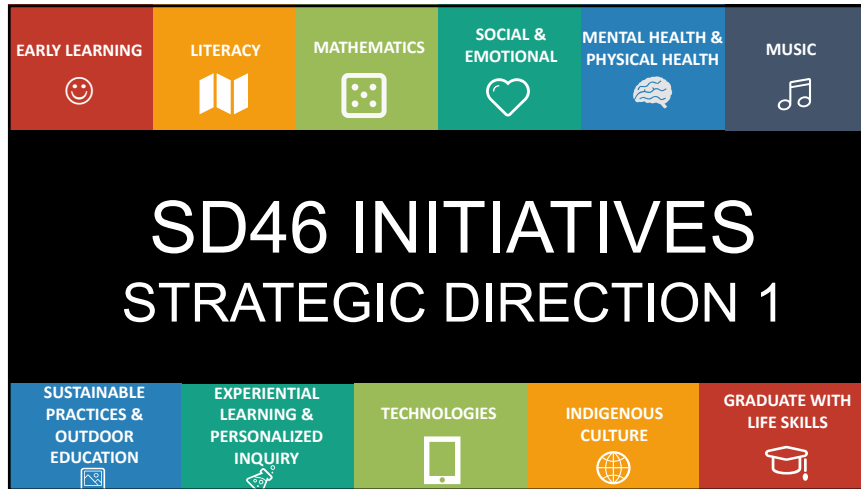 EARLY LEARNING
LITERACY
MATHEMATICS
SOCIAL &
EMOTIONAL
MENTAL HEALTH &
PHYSICAL HEALTH
MUSIC
SD46 INITIATIVES
STRATEGIC DIRECTION 1
SUSTAINABLE
PRACTICES &
OUTDOOR
EDUCATION
EXPERIENTIAL
LEARNING &
PERSONALIZED
INQUIRY
TECHNOLOGIES
INDIGENOUS
CULTURE
GRADUATE WITH
LIFE SKILLS